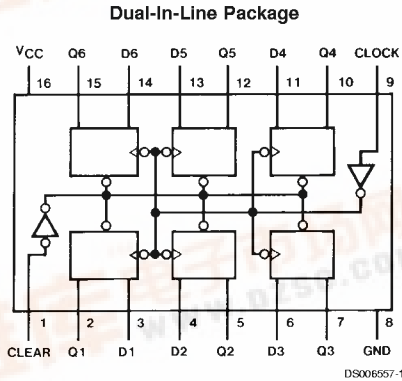 Dual-In-Line Package
VCC Q6 D6 D5 Q5 D4 Q4 CLOCK
16 15 14 13 12 11 10 9
1 2 3 4 5 6 7 8
CLEAR Q1 D1 D2 Q2 D3 Q3 GND
DS006557-1